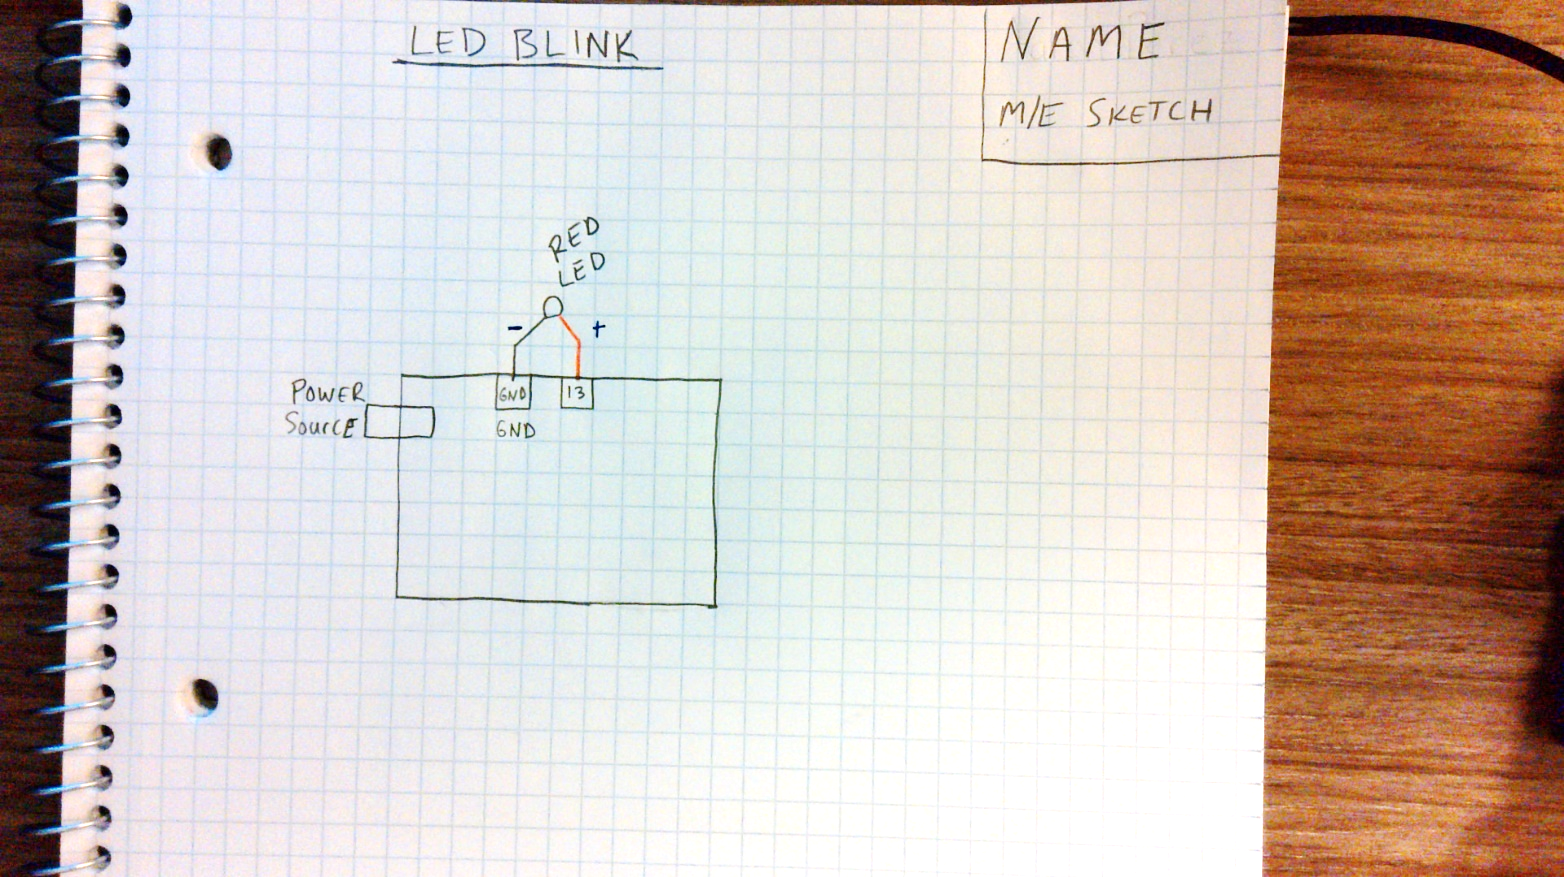 LED BLINK
NAME
M/E SKETCH
RED
LED
- +
POWER
SourcE
GND 13
GND